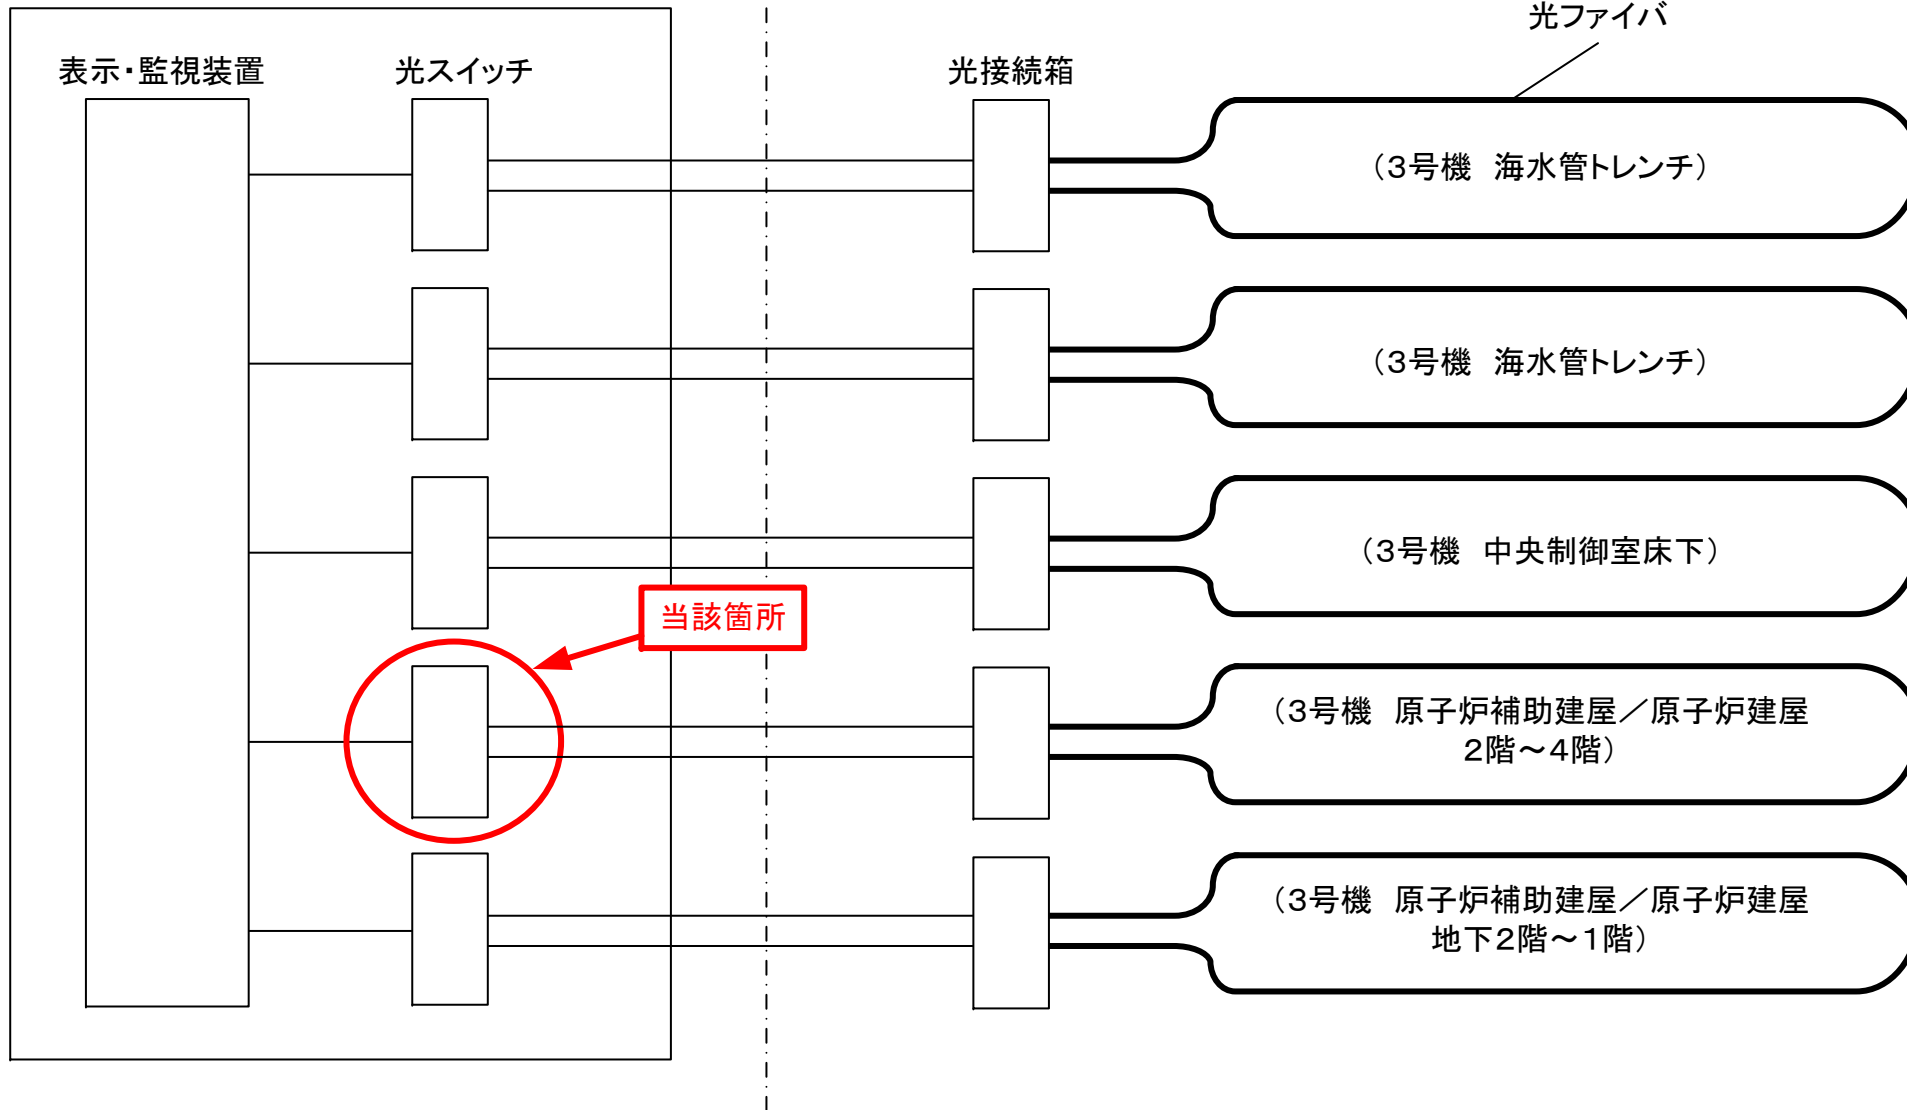 光ファイバ
表示・監視装置
光スイッチ
光接続箱
（３号機　海水管トレンチ）
（３号機　海水管トレンチ）
（３号機　中央制御室床下）
当該箇所
（３号機　原子炉補助建屋／原子炉建屋
２階～４階）
（３号機　原子炉補助建屋／原子炉建屋
地下２階～１階）